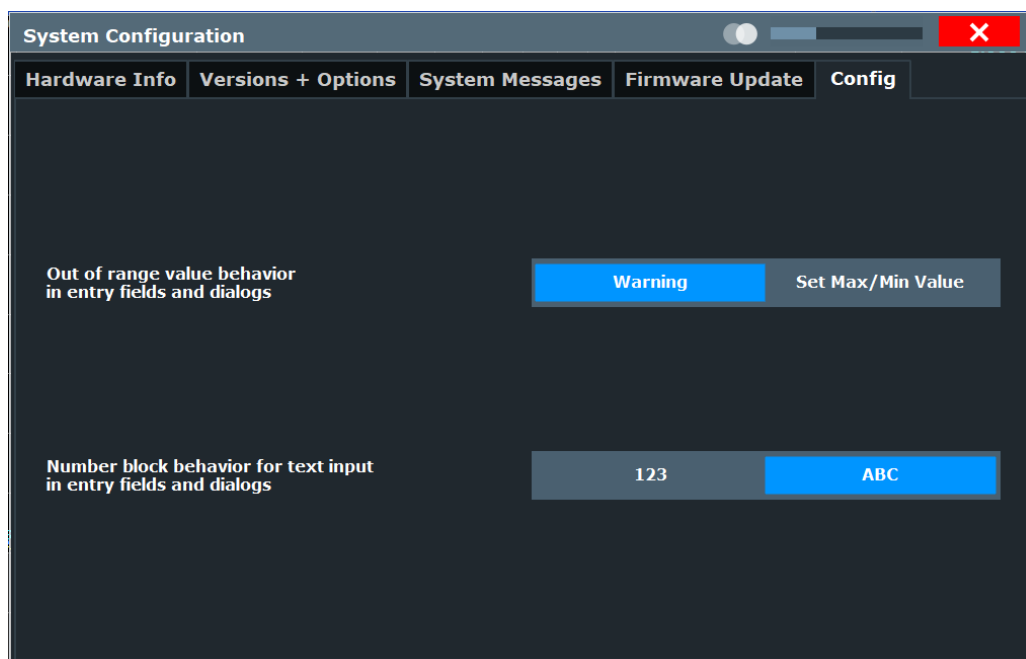 System Configuration
Hardware Info Versions + Options System Messages Firmware Update Config
Out of range value behavior
in entry fields and dialogs
Warning Set Max/Min Value
Number block behavior for text input
in entry fields and dialogs
123 ABC